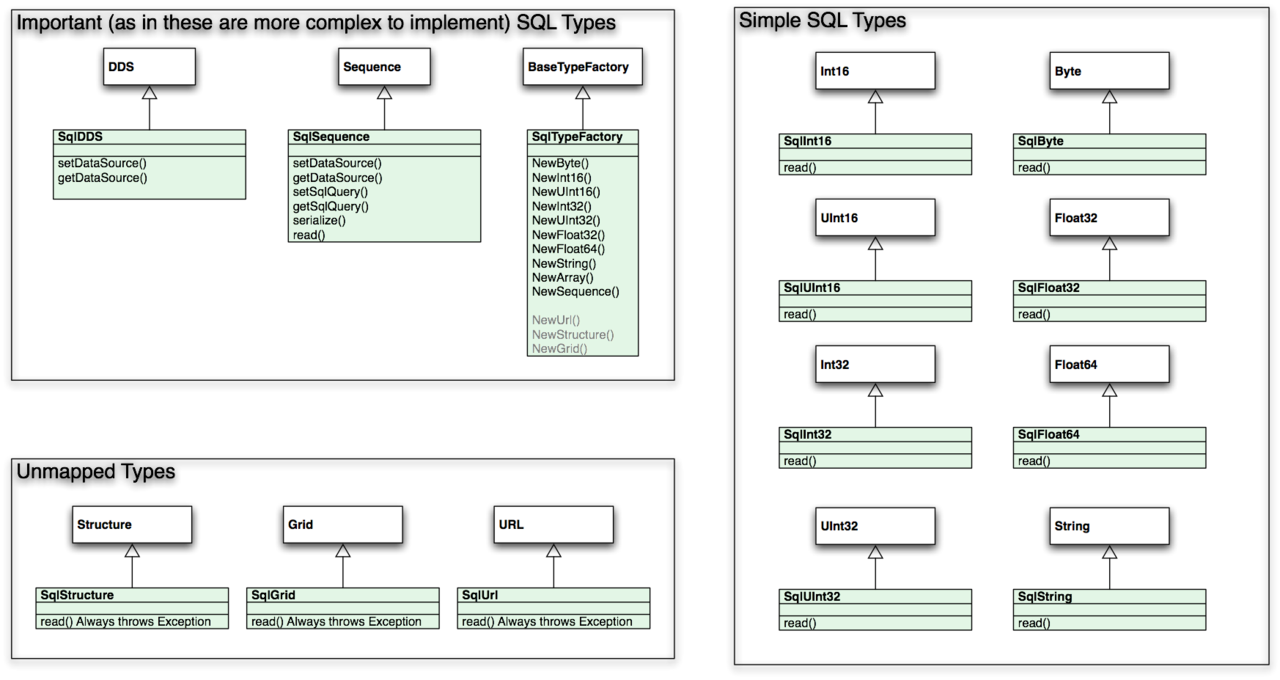 Important (as in these are more complex to implement) SQL Types
DDS
SqlDDS
setDataSource()
getDataSource()
Sequence
SqlSequence
setDataSource()
getDataSource()
setSqlQuery()
getSqlQuery()
serialize()
read()
BaseTypeFactory
SqlTypeFactory
NewByte()
NewInt16()
NewUInt16()
NewInt32()
NewUInt32()
NewFloat32()
NewFloat64()
NewString()
NewArray()
NewSequence()
NewUrl()
NewStructure()
NewGrid()
Unmapped Types
Structure
SqlStructure
read() Always throws Exception
Grid
SqlGrid
read() Always throws Exception
URL
SqlUrl
read() Always throws Exception
Simple SQL Types
Int16
SqlInt16
read()
Byte
SqlByte
read()
UInt16
SqlUInt16
read()
Float32
SqlFloat32
read()
Int32
SqlInt32
read()
Float64
SqlFloat64
read()
UInt32
SqlUInt32
read()
String
SqlString
read()